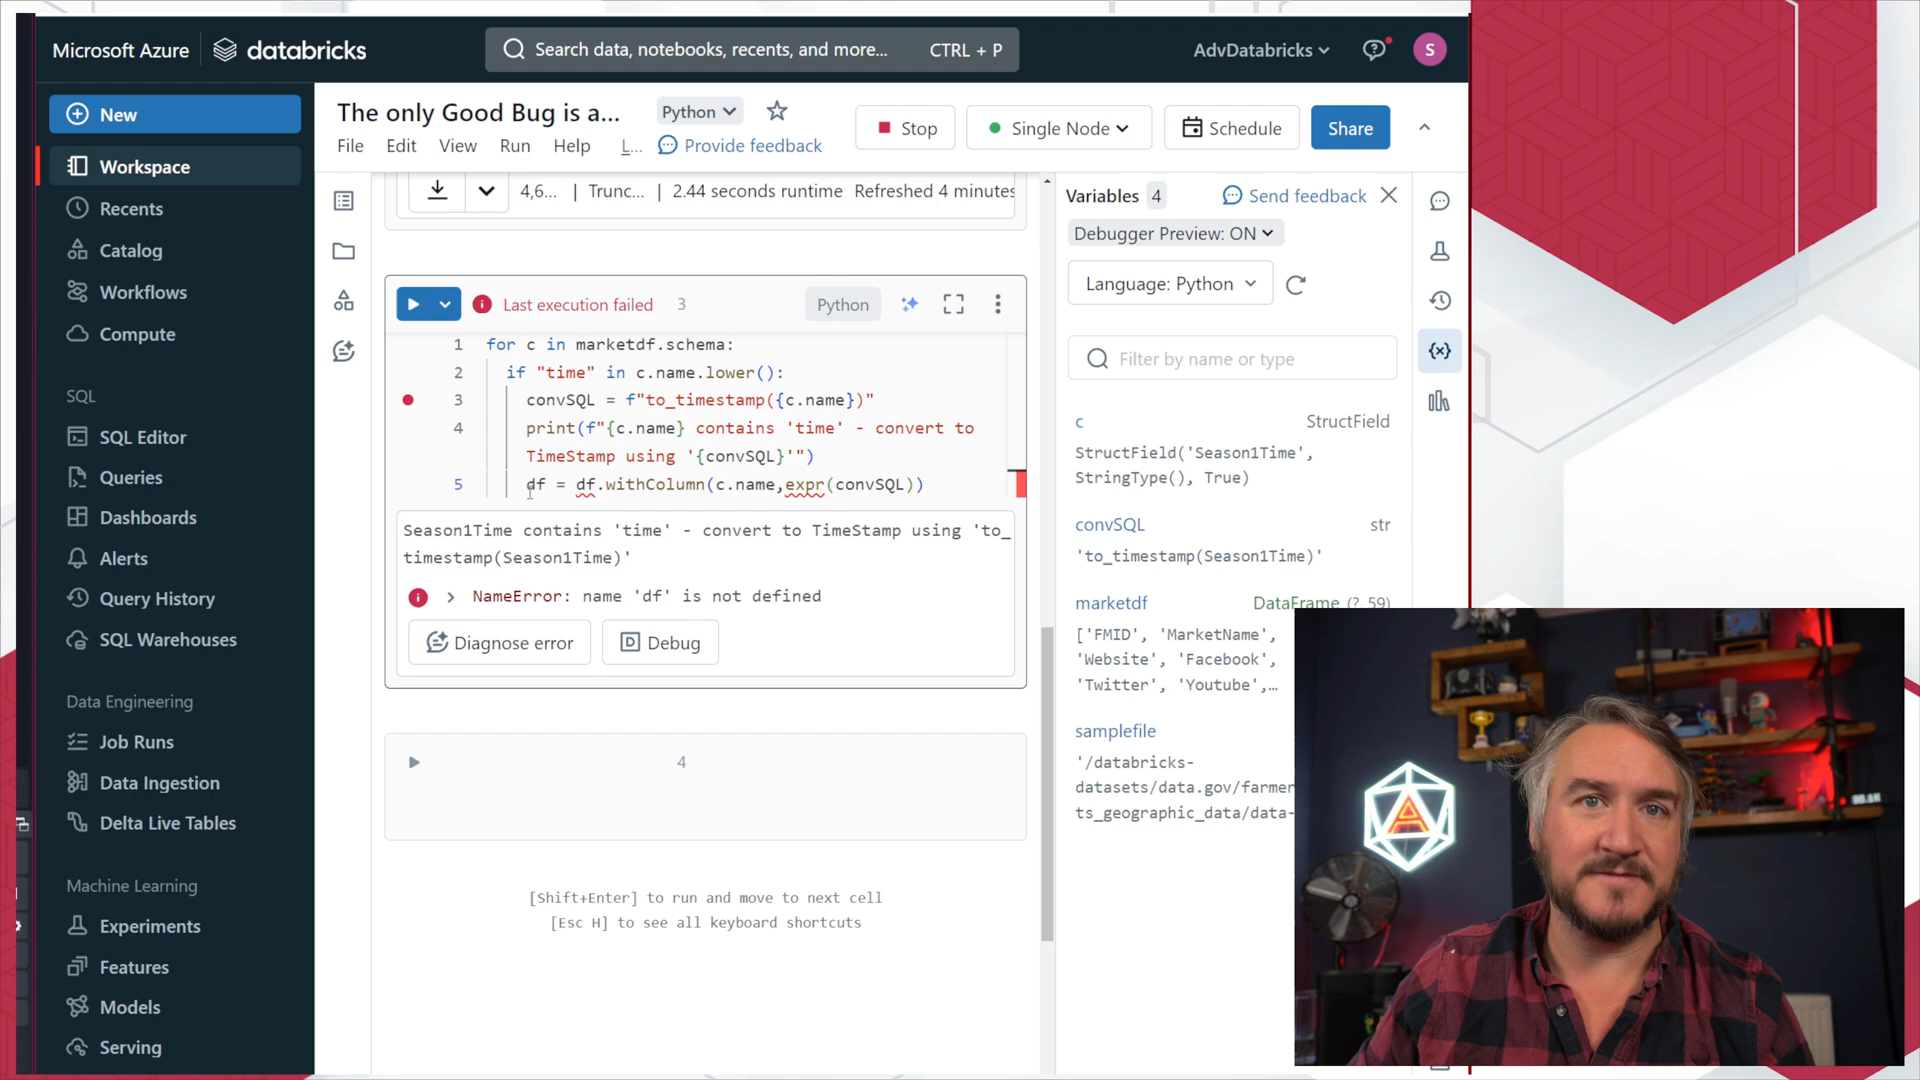 Microsoft Azure
databricks
Search data, notebooks, recents, and more...
CTRL + P
AdvDatabricks
S
New
Workspace
Recents
Catalog
Workflows
Compute
SQL
SQL Editor
Queries
Dashboards
Alerts
Query History
SQL Warehouses
Data Engineering
Job Runs
Data Ingestion
Delta Live Tables
Machine Learning
Experiments
Features
Models
Serving
The only Good Bug is a...
Python
Stop
Single Node
Schedule
Share
File Edit View Run Help L...
Provide feedback
4,6... | Trunc... | 2.44 seconds runtime Refreshed 4 minutes
Last execution failed 3
Python
1 for c in marketdf.schema:
2 if "time" in c.name.lower():
3 convSQL = f"to_timestamp({c.name})"
4 print(f"{c.name} contains 'time' - convert to
TimeStamp using '{convSQL}'")
5 df = df.withColumn(c.name,expr(convSQL))
Season1Time contains 'time' - convert to TimeStamp using 'to_
timestamp(Season1Time)'
NameError: name 'df' is not defined
Diagnose error
D Debug
4
[Shift+Enter] to run and move to next cell
[Esc H] to see all keyboard shortcuts
Variables 4
Send feedback
Debugger Preview: ON
Language: Python
Filter by name or type
c StructField
StructField('Season1Time',
StringType(), True)
convSQL str
'to_timestamp(Season1Time)'
marketdf DataFrame (?, 59)
['FMID', 'MarketName',
'Website', 'Facebook',
'Twitter', 'Youtube',...
samplefile
'/databricks-
datasets/data.gov/farmer
ts_geographic_data/data-
{x}
A